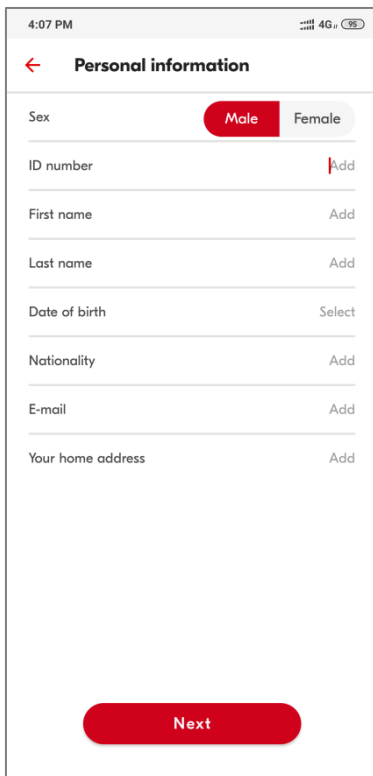 4:07 PM 4G 95
Personal information
Sex Male Female
ID number Add
First name Add
Last name Add
Date of birth Select
Nationality Add
E-mail Add
Your home address Add
Next